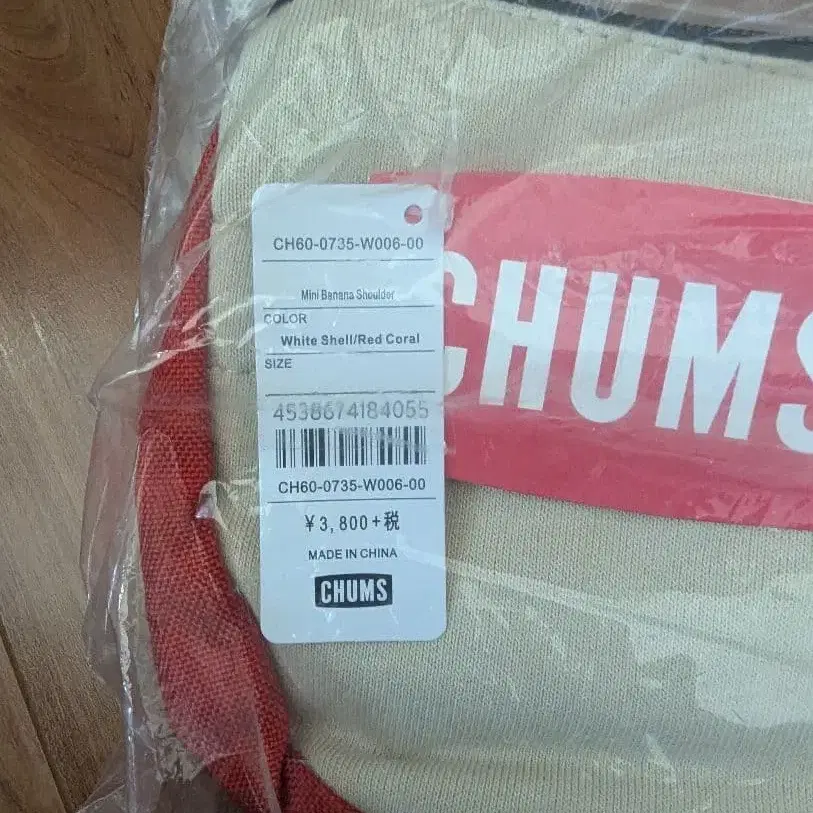 CH60-0735-W006-00
Mini Banana Shoulder
COLOR
White Shell/Red Coral
SIZE
4538674184055
CH60-0735-W006-00
¥3,800+税
MADE IN CHINA
CHUMS
CHUMS